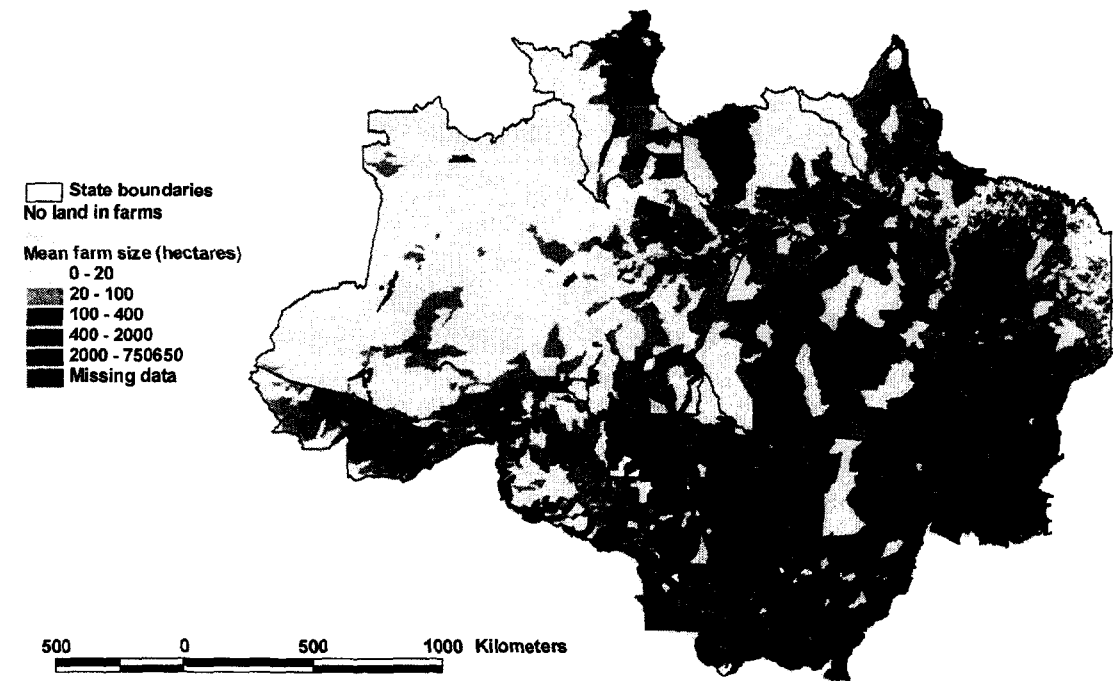 State boundaries
No land in farms
Mean farm size (hectares)
0 - 20
20 - 100
100 - 400
400 - 2000
2000 - 750650
Missing data
500 0 500 1000 Kilometers